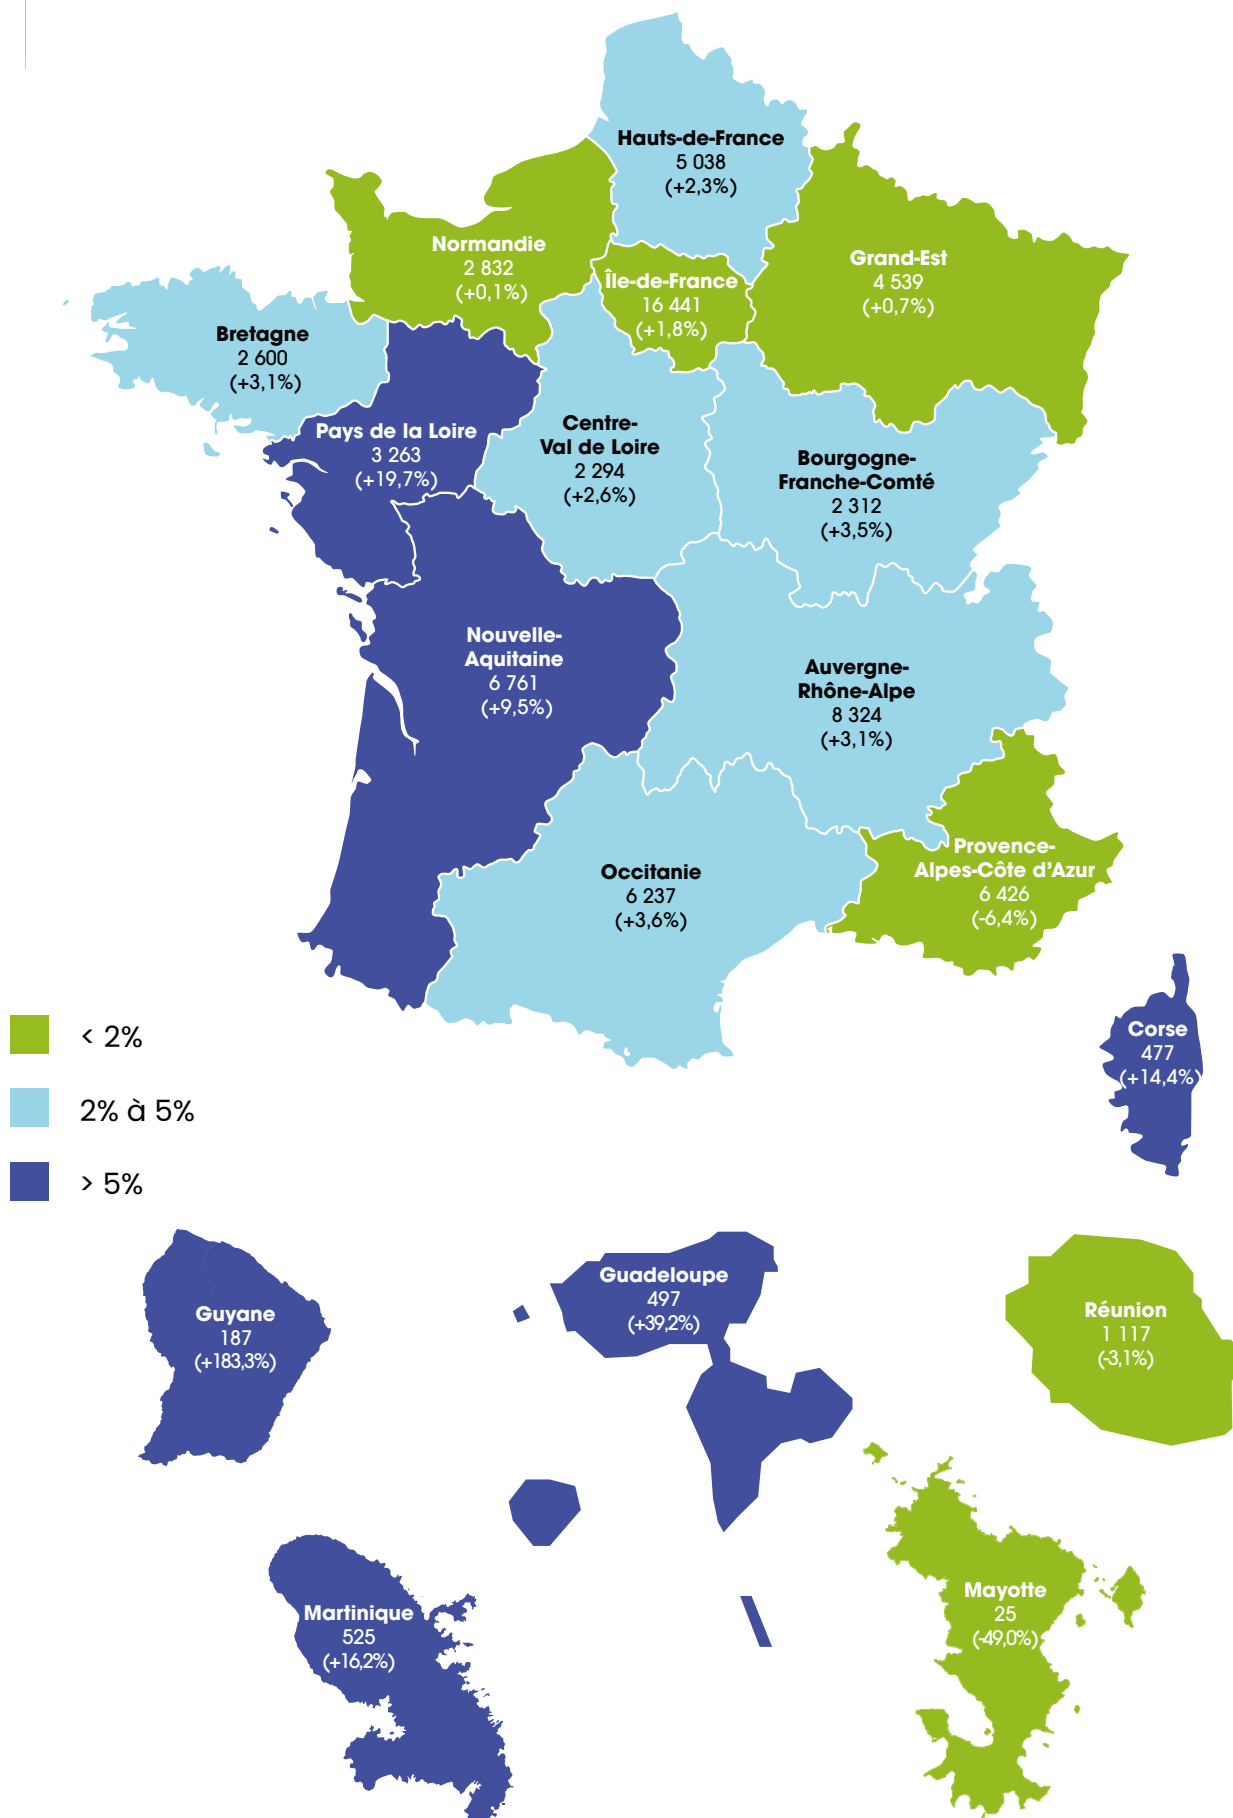 Hauts-de-France
5 038
(+2,3%)
Normandie
2 832
(+0,1%)
Île-de-France
16 441
(+1,8%)
Grand-Est
4 539
(+0,7%)
Bretagne
2 600
(+3,1%)
Pays de la Loire
3 263
(+19,7%)
Centre-
Val de Loire
2 294
(+2,6%)
Bourgogne-
Franche-Comté
2 312
(+3,5%)
Nouvelle-
Aquitaine
6 761
(+9,5%)
Auvergne-
Rhône-Alpe
8 324
(+3,1%)
Occitanie
6 237
(+3,6%)
Provence-
Alpes-Côte d'Azur
6 426
(-6,4%)
Corse
477
(+14,4%)
< 2%
2% à 5%
> 5%
Guyane
187
(+183,3%)
Guadeloupe
497
(+39,2%)
Réunion
1 117
(-3,1%)
Martinique
525
(+16,2%)
Mayotte
25
(-49,0%)